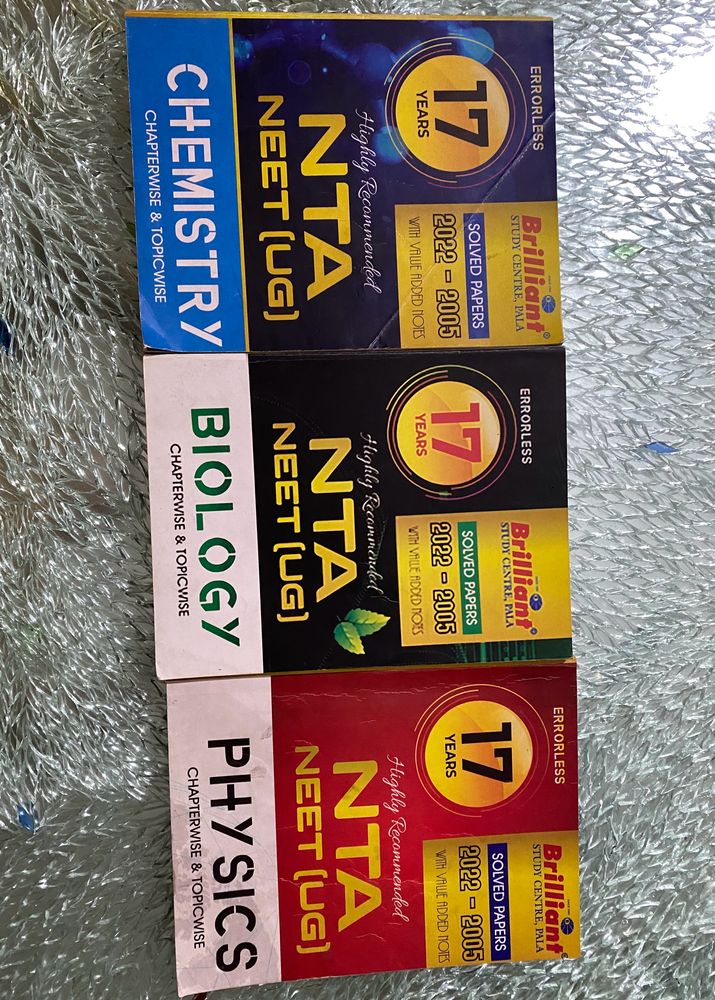 ERRORLESS
17
YEARS
Brilliant
STUDY CENTRE, PALA
SOLVED PAPERS
2022 - 2005
WITH VALUE ADDED NOTES
Highly Recommended
NTA
NEET (UG)
CHEMISTRY
CHAPTERWISE & TOPICWISE
ERRORLESS
17
YEARS
Brilliant
STUDY CENTRE, PALA
SOLVED PAPERS
2022 - 2005
WITH VALUE ADDED NOTES
Highly Recommended
NTA
NEET (UG)
BIOLOGY
CHAPTERWISE & TOPICWISE
ERRORLESS
17
YEARS
Brilliant
STUDY CENTRE, PALA
SOLVED PAPERS
2022 - 2005
WITH VALUE ADDED NOTES
Highly Recommended
NTA
NEET (UG)
PHYSICS
CHAPTERWISE & TOPICWISE